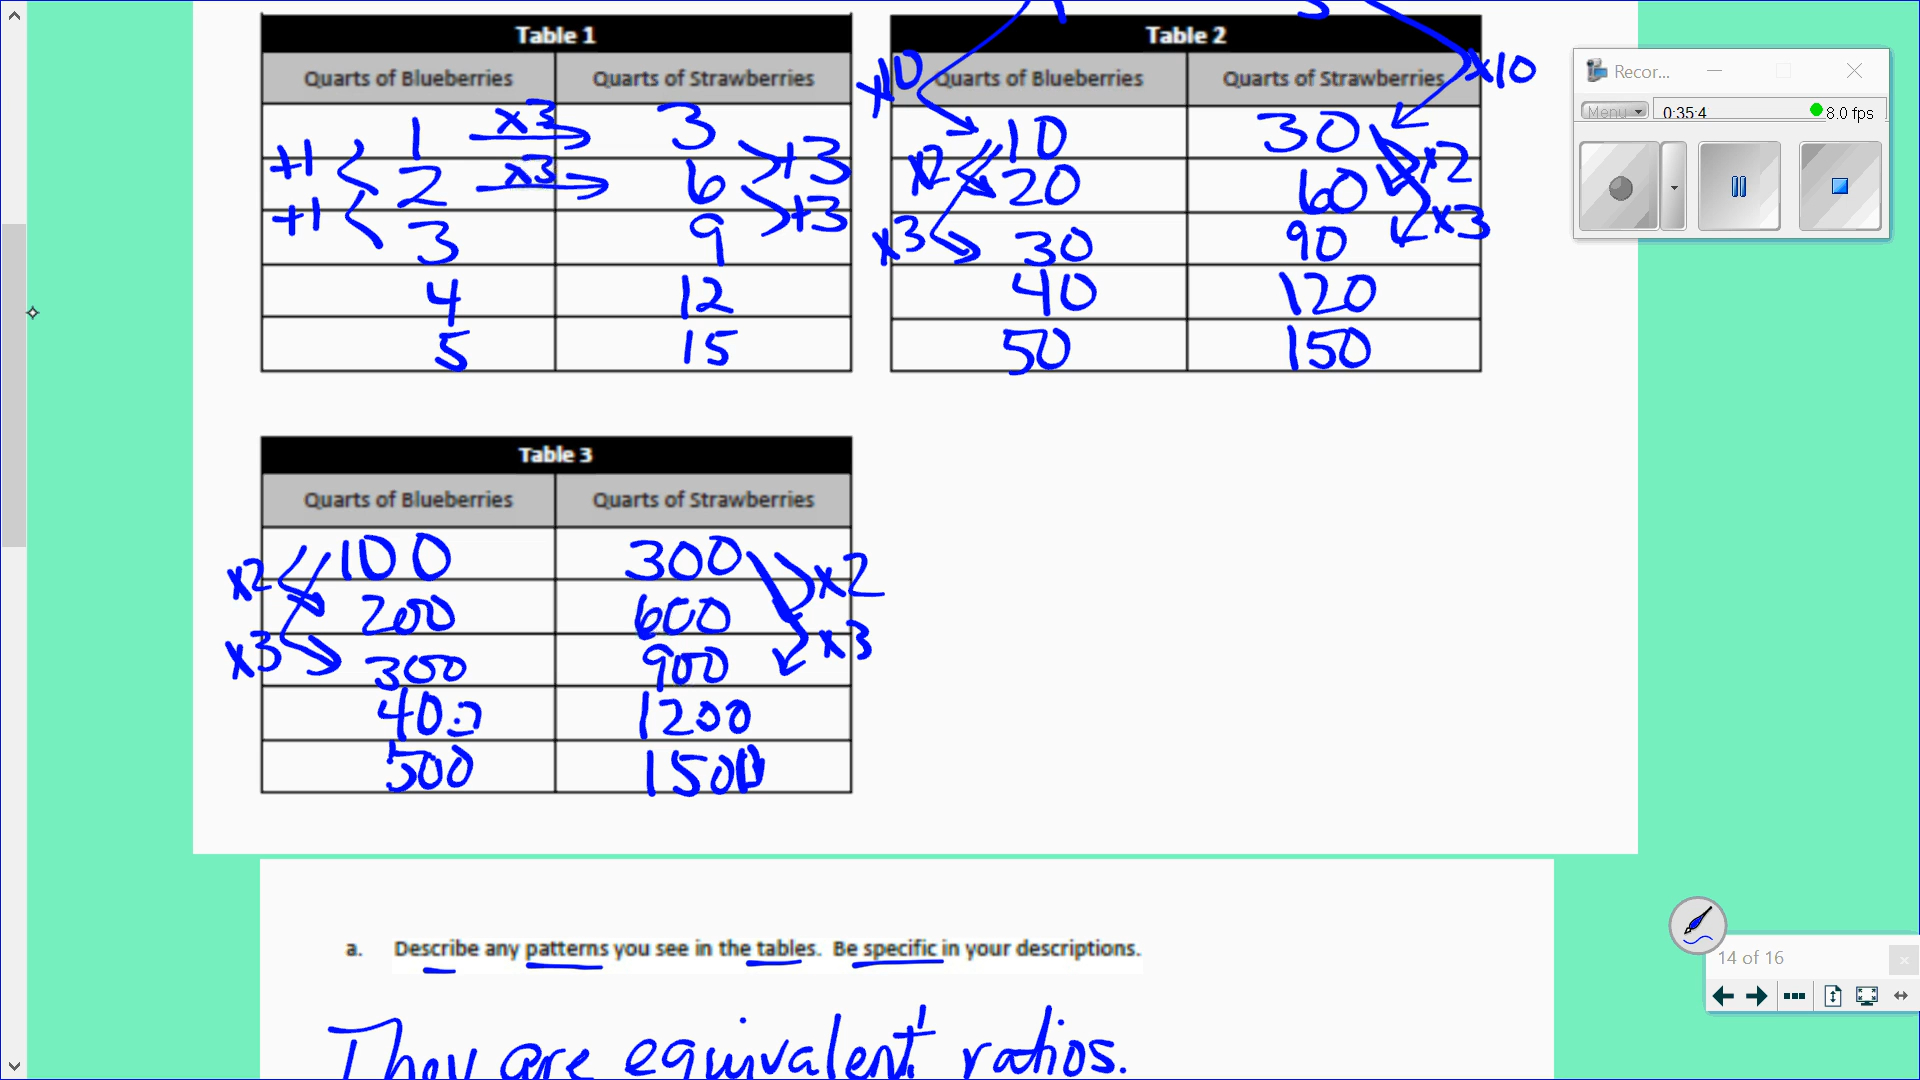 Table 1
Quarts of Blueberries Quarts of Strawberries
1 x3 3
+1 +3
2 x3 6
+1 +3
3 9
4 12
5 15
Table 2
x10 Quarts of Blueberries Quarts of Strawberries x10
10 30
x2 20 60 x2
x3 30 90 x3
40 120
50 150
Table 3
Quarts of Blueberries Quarts of Strawberries
100 300
x2 x2
200 600
x3 300 900 x3
400 1200
500 1500
a. Describe any patterns you see in the tables. Be specific in your descriptions.
They are equivalent ratios.
Recor...
Menu 0:35:4 8.0 fps
14 of 16